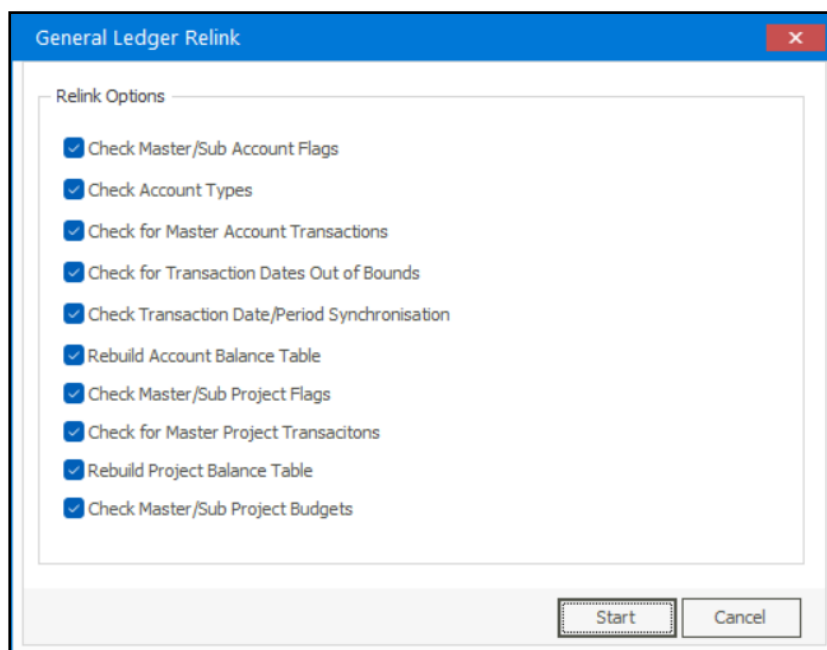 General Ledger Relink
Relink Options
Check Master/Sub Account Flags
Check Account Types
Check for Master Account Transactions
Check for Transaction Dates Out of Bounds
Check Transaction Date/Period Synchronisation
Rebuild Account Balance Table
Check Master/Sub Project Flags
Check for Master Project Transacitons
Rebuild Project Balance Table
Check Master/Sub Project Budgets
Start Cancel